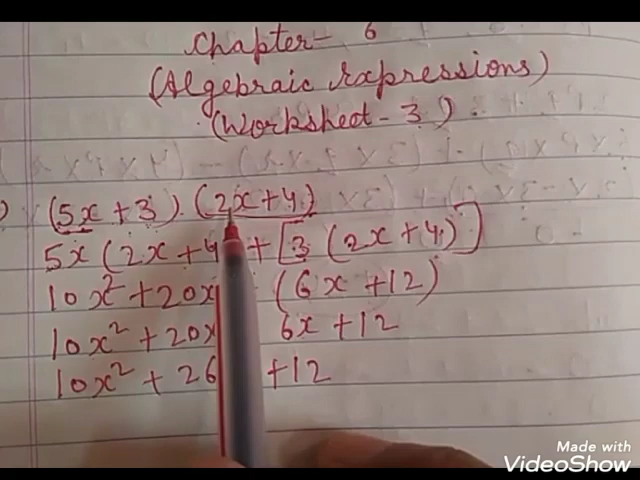 Chapter - 6
(Algebraic Expressions)
(Worksheet - 3)
) (5x + 3) (2x + 4)
5x (2x + 4 + [3 (2x + 4)]
10x² + 20x (6x + 12)
10x² + 20x 6x + 12
10x² + 26 + 12
Made with
VideoShow